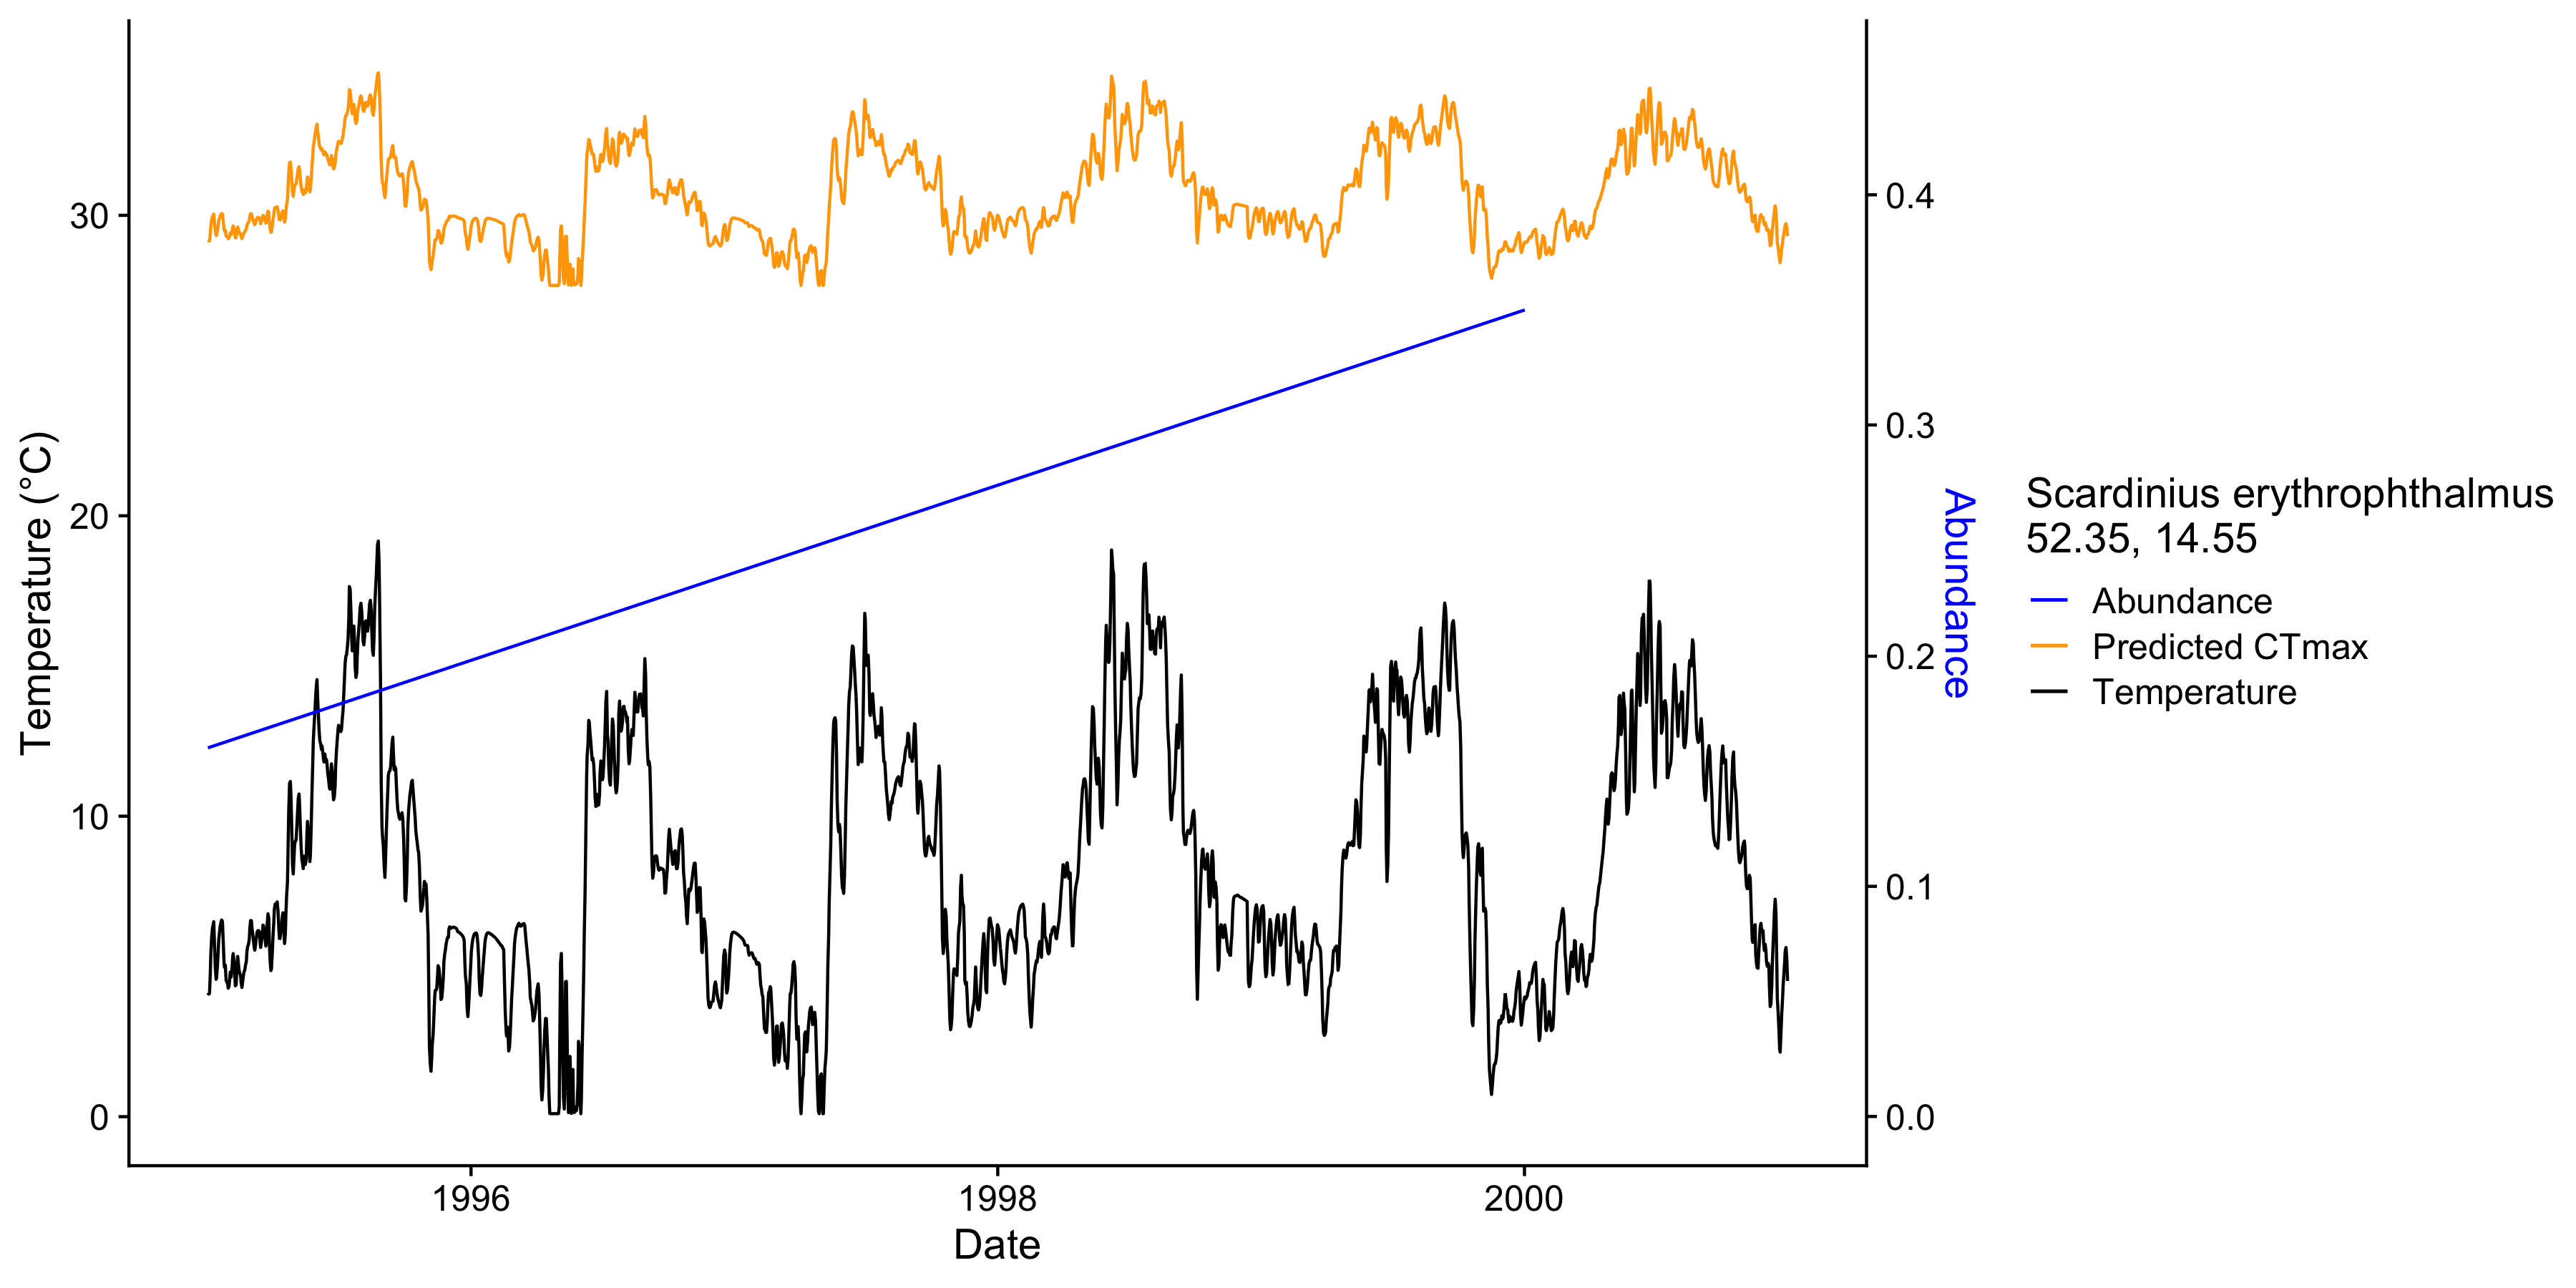 Temperature (°C)
30
20
10
0
1996
1998
2000
Date
0.4
0.3
0.2
0.1
0.0
Abundance
Scardinius erythrophthalmus
52.35, 14.55
Abundance
Predicted CTmax
Temperature